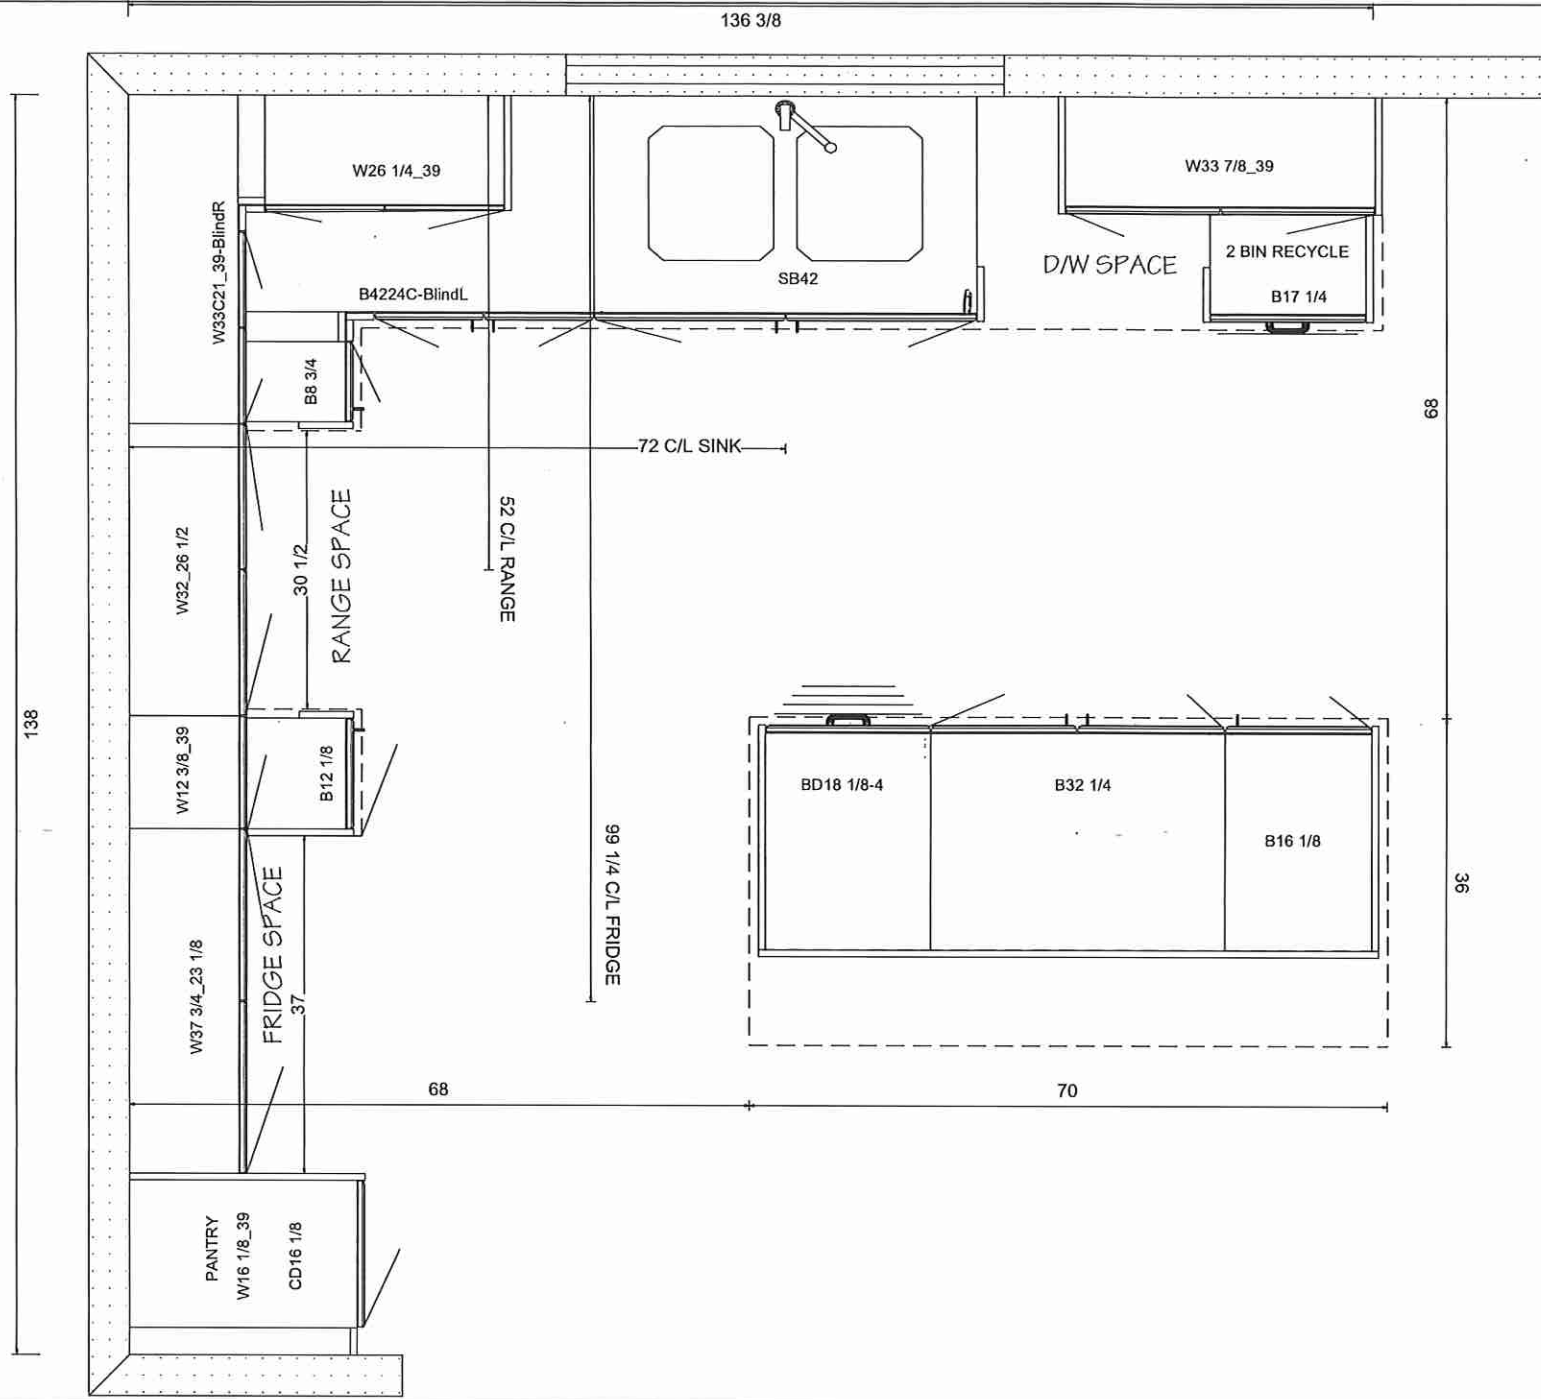 136 3/8
W26 1/4_39
W33 7/8_39
W33C21_39-BlindR
D/W SPACE
2 BIN RECYCLE
B17 1/4
SB42
B4224C-BlindL
B8 3/4
68
72 C/L SINK
RANGE SPACE
30 1/2
52 C/L RANGE
W32_26 1/2
138
W12 3/8_39
B12 1/8
BD18 1/8-4
B32 1/4
B16 1/8
36
99 1/4 C/L FRIDGE
FRIDGE SPACE
37
W37 3/4_23 1/8
68
70
PANTRY
W16 1/8_39
CD16 1/8